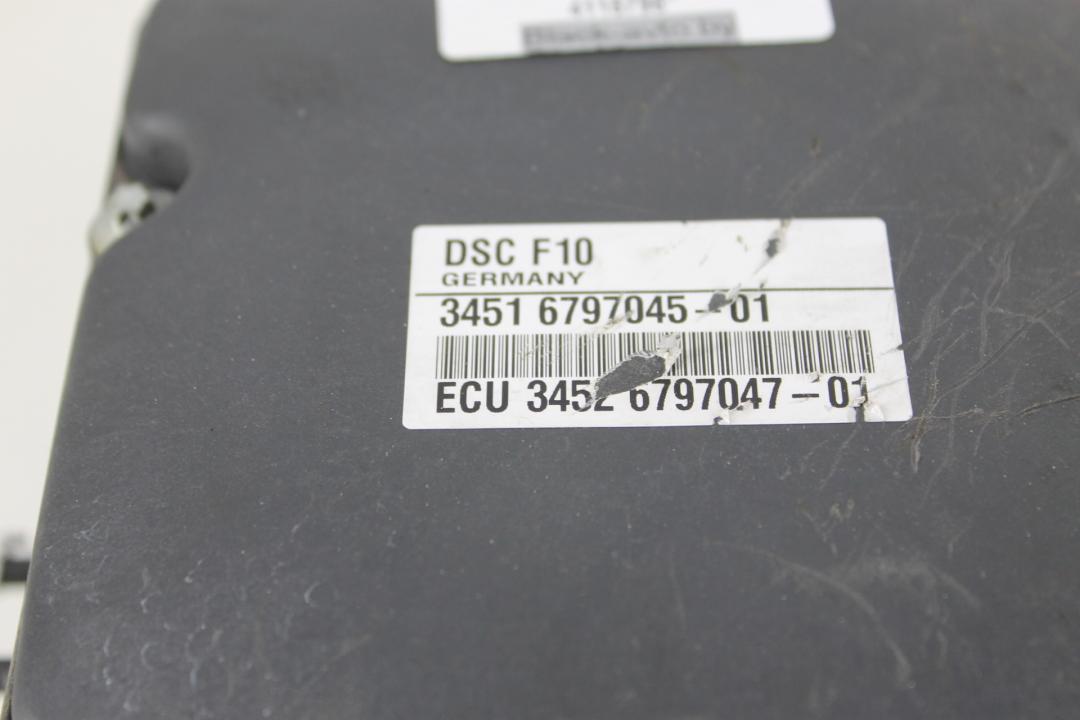 DSC F10
GERMANY
3451 6797045-01
ECU 3452 6797047-01